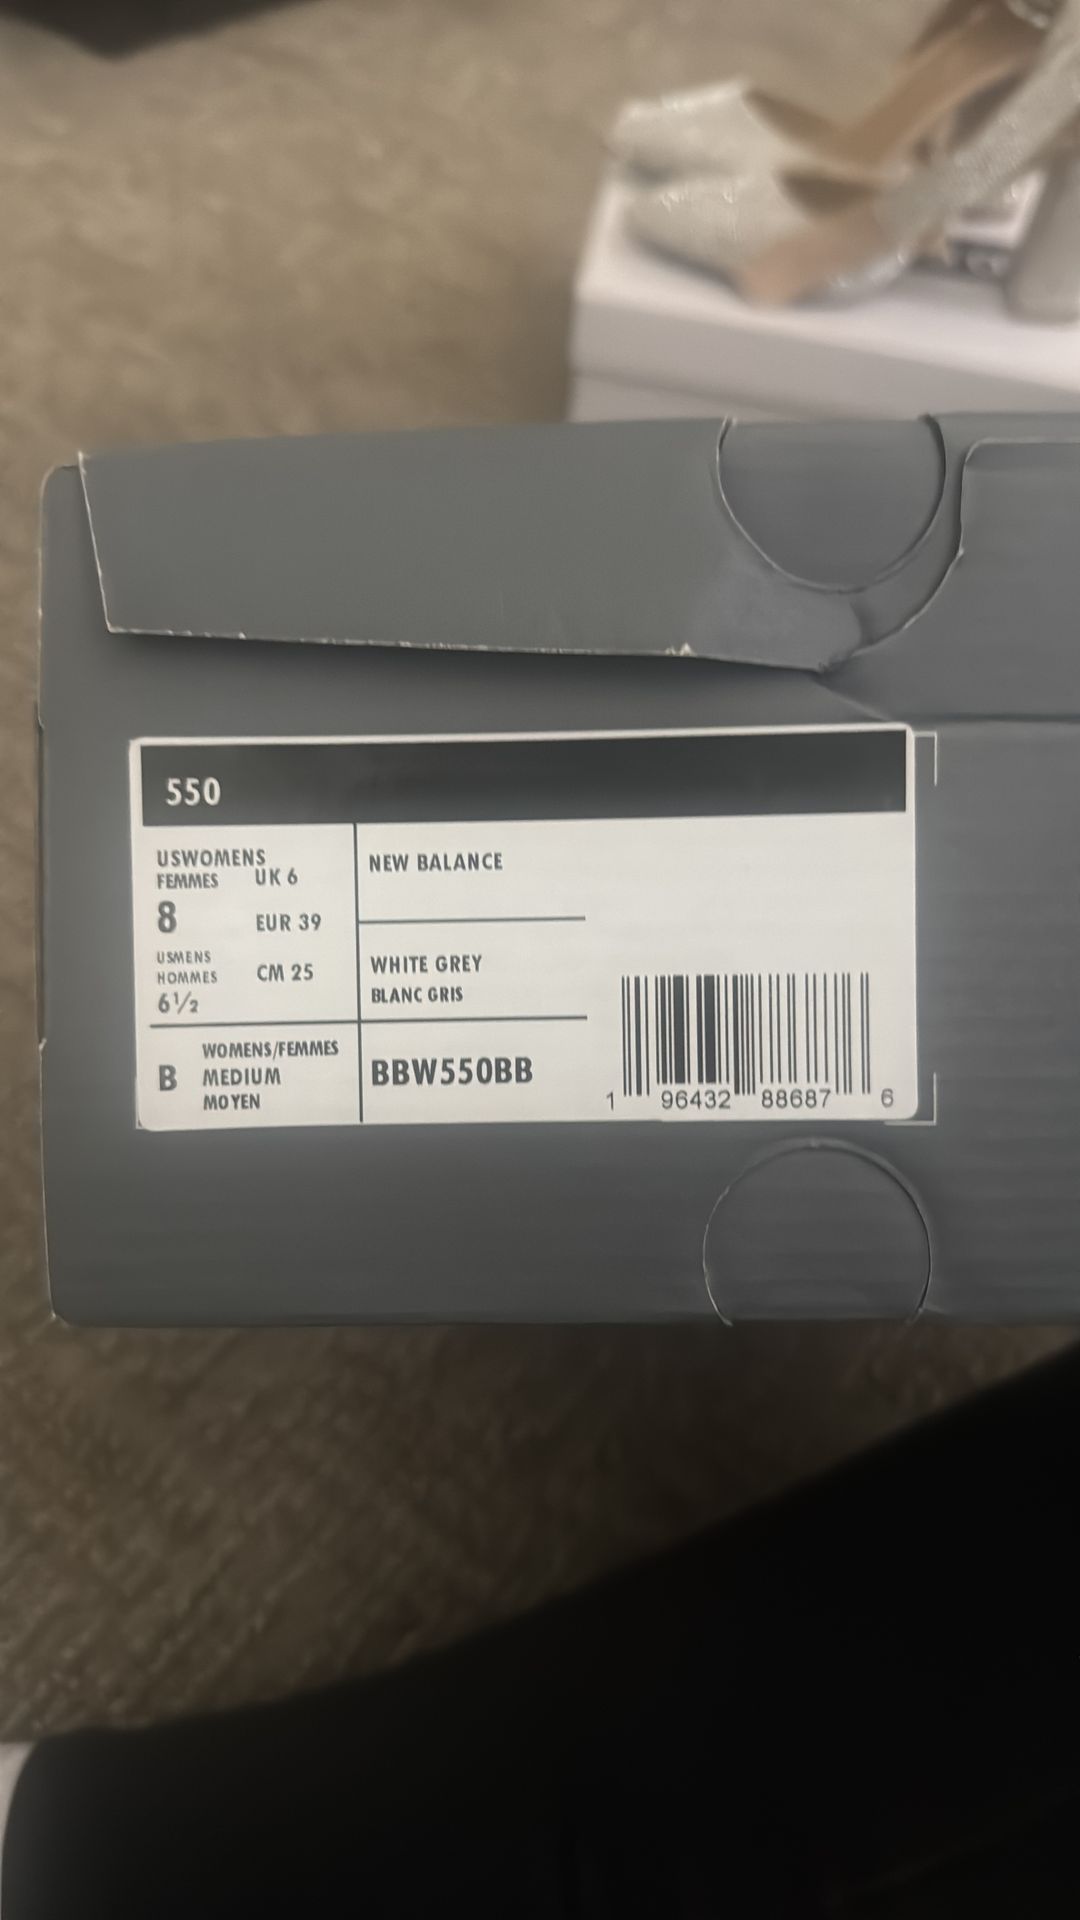 550
USWOMENS
FEMMES UK 6
8 EUR 39
USMENS
HOMMES CM 25
6½
B WOMENS/FEMMES
MEDIUM
MOYEN
NEW BALANCE
WHITE GREY
BLANC GRIS
BBW550BB
1 96432 88687 6